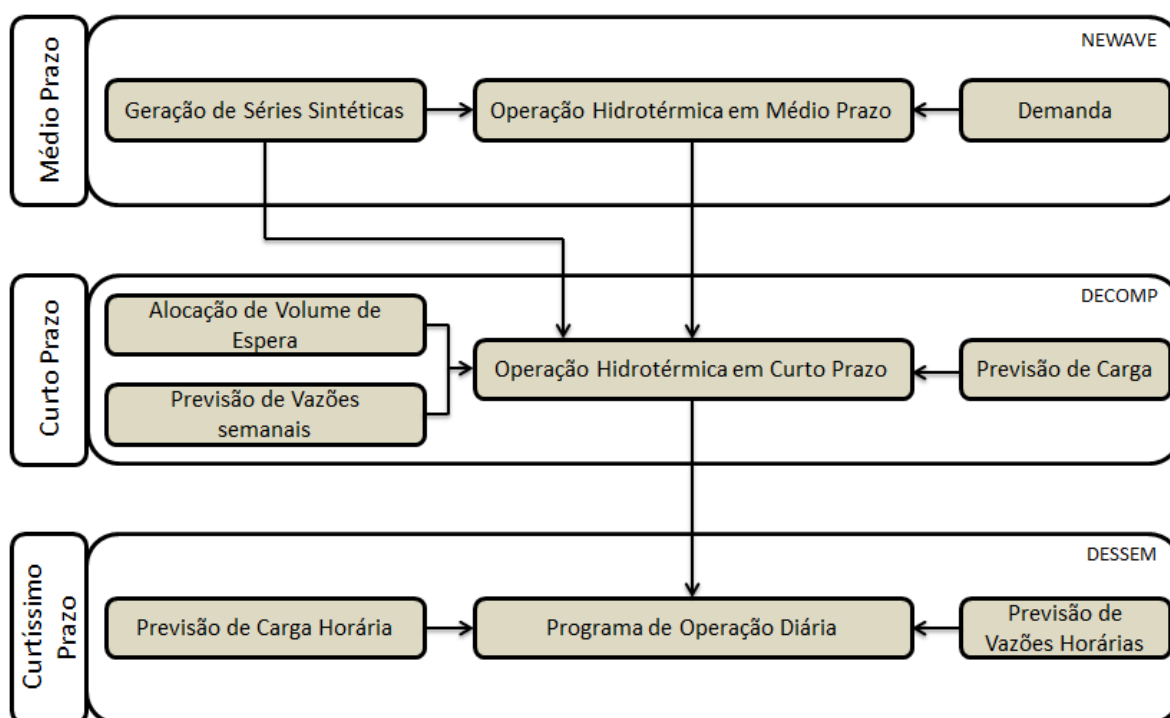 Médio Prazo
NEWAVE
Geração de Séries Sintéticas
Operação Hidrotérmica em Médio Prazo
Demanda
Curto Prazo
DECOMP
Alocação de Volume de
Espera
Previsão de Vazões
semanais
Operação Hidrotérmica em Curto Prazo
Previsão de Carga
Curtíssimo
Prazo
DESSEM
Previsão de Carga Horária
Programa de Operação Diária
Previsão de
Vazões Horárias